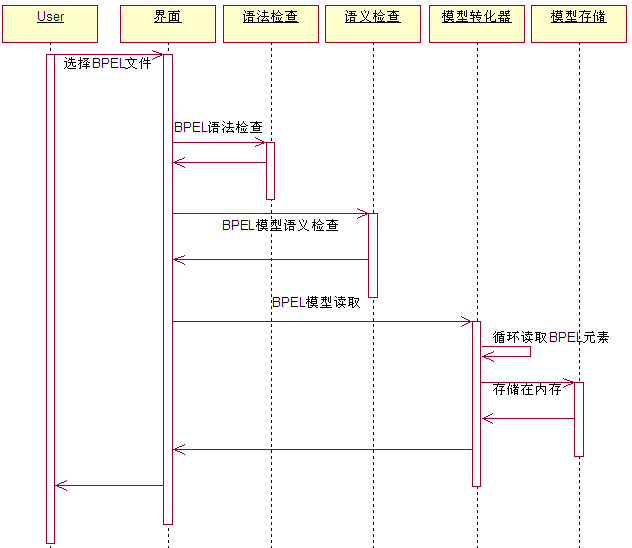 User
界面
语法检查
语义检查
模型转化器
模型存储
选择BPEL文件
BPEL语法检查
BPEL模型语义检查
BPEL模型读取
循环读取BPEL元素
存储在内存